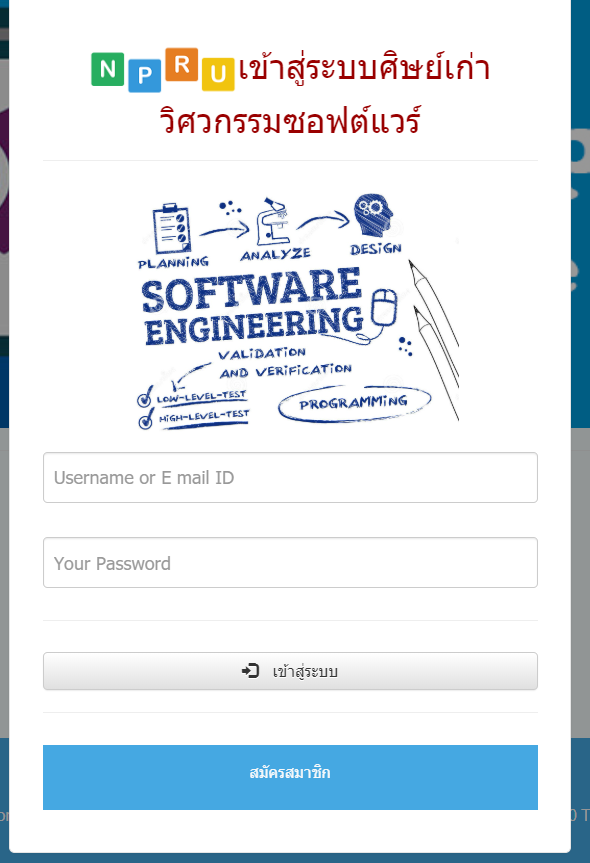 N P R U เข้าสู่ระบบศิษย์เก่า
วิศวกรรมซอฟต์แวร์
PLANNING
ANALYZE
DESIGN
SOFTWARE
ENGINEERING
VALIDATION
AND VERIFICATION
LOW-LEVEL-TEST
HIGH-LEVEL-TEST
PROGRAMMING
Username or E mail ID
Your Password
เข้าสู่ระบบ
สมัครสมาชิก